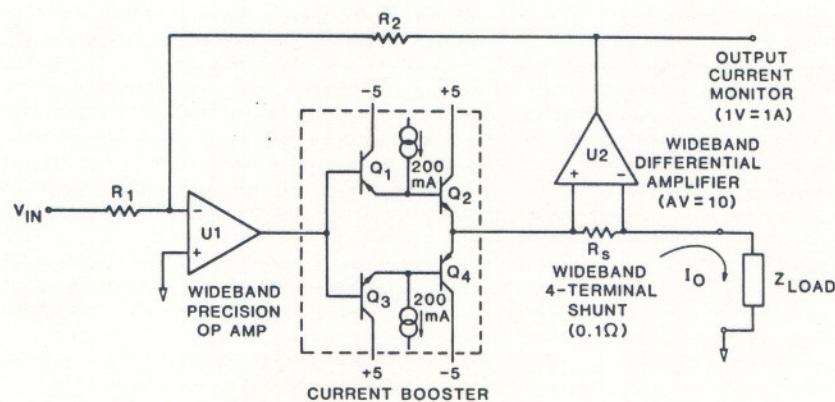 R2
-5
+5
OUTPUT
CURRENT
MONITOR
(1V=1A)
Q1
200
mA
Q2
U2
+
-
WIDEBAND
DIFFERENTIAL
AMPLIFIER
(AV=10)
R1
VIN
-
+
U1
WIDEBAND
PRECISION
OP AMP
Q3
200
mA
Q4
RS
WIDEBAND
4-TERMINAL
SHUNT
(0.1Ω)
IO
ZLOAD
+5
-5
CURRENT BOOSTER